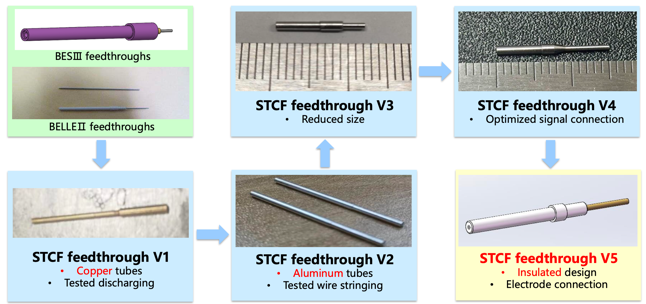 BESⅢ feedthroughs
BELLEⅡ feedthroughs
STCF feedthrough V1
• Copper tubes
• Tested discharging
STCF feedthrough V2
• Aluminum tubes
• Tested wire stringing
STCF feedthrough V3
• Reduced size
STCF feedthrough V4
• Optimized signal connection
STCF feedthrough V5
• Insulated design
• Electrode connection